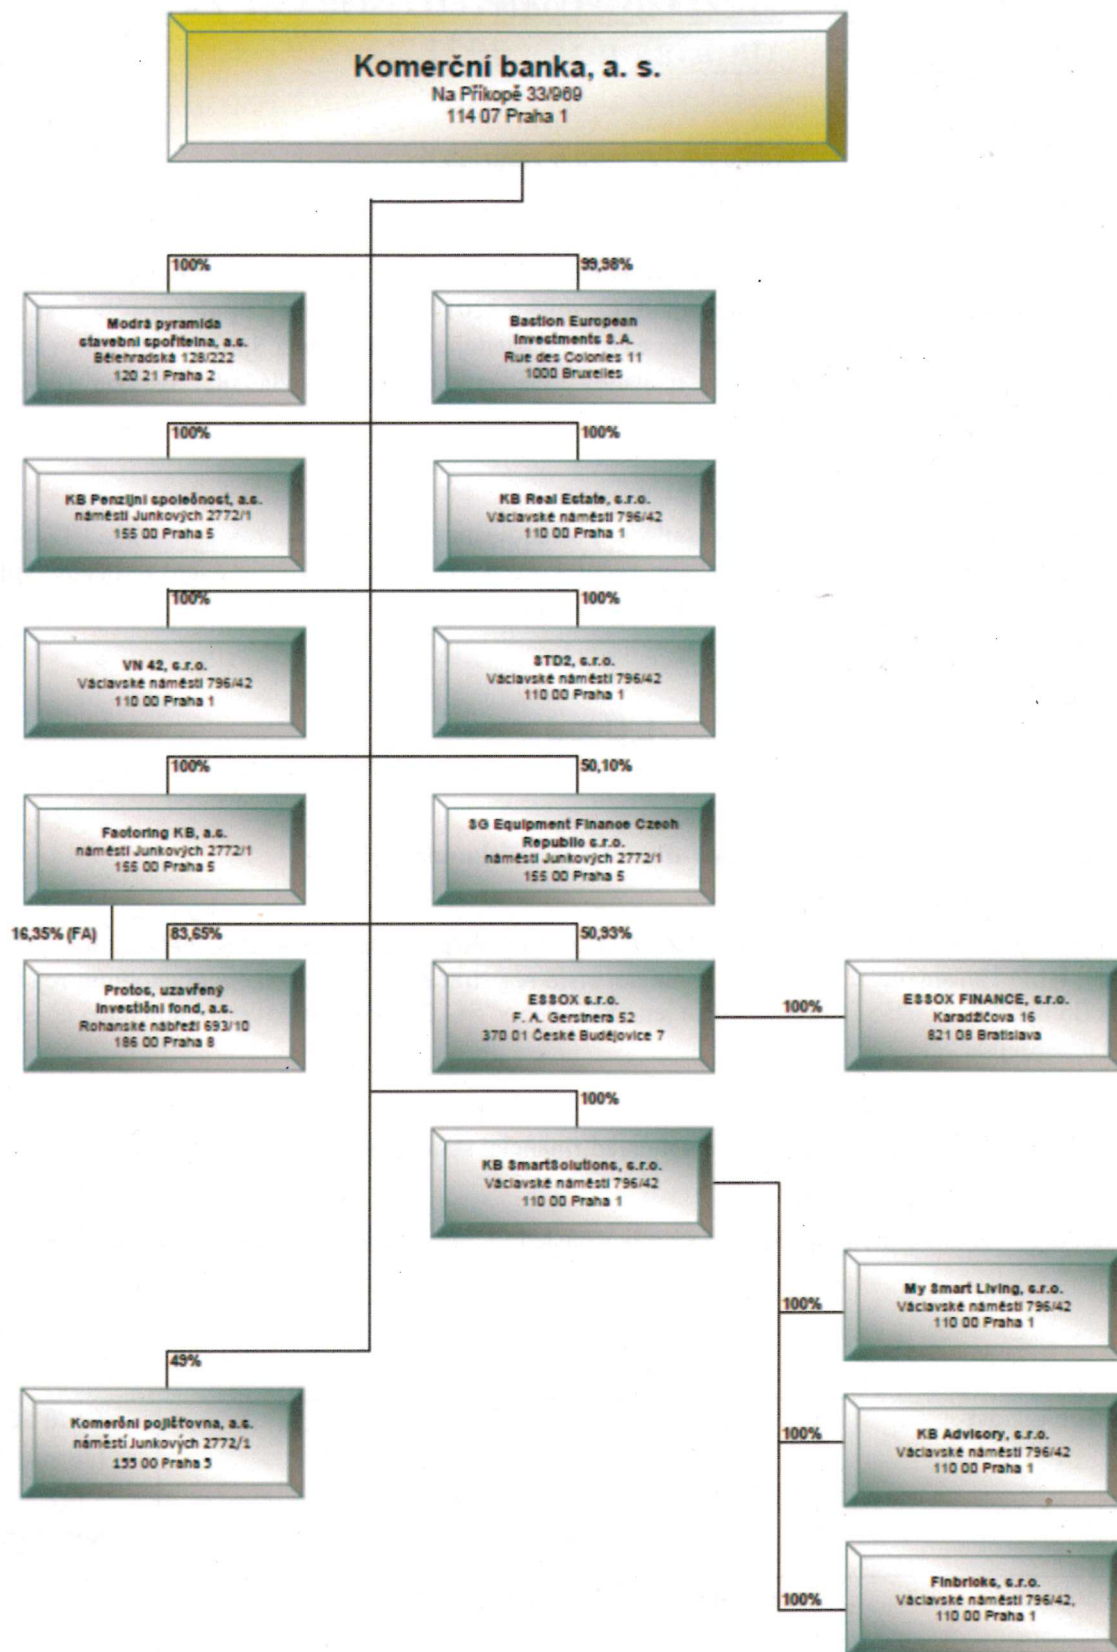 Komerční banka, a. s.
Na Příkopě 33/969
114 07 Praha 1
100%
99,98%
Modrá pyramida
stavební spořitelna, a.s.
Bělehradská 128/222
120 21 Praha 2
Bastion European
Investments S.A.
Rue des Colonies 11
1000 Bruxelles
100%
100%
KB Penzijní společnost, a.s.
náměstí Junkových 2772/1
155 00 Praha 5
KB Real Estate, s.r.o.
Václavské náměstí 796/42
110 00 Praha 1
100%
100%
VN 42, s.r.o.
Václavské náměstí 796/42
110 00 Praha 1
STD2, s.r.o.
Václavské náměstí 796/42
110 00 Praha 1
100%
50,10%
Factoring KB, a.s.
náměstí Junkových 2772/1
155 00 Praha 5
SG Equipment Finance Czech
Republic s.r.o.
náměstí Junkových 2772/1
155 00 Praha 5
16,35% (FA)
83,65%
50,93%
Protos, uzavřený
investiční fond, a.s.
Rohanské nábřeží 693/10
186 00 Praha 8
ESSOX s.r.o.
F. A. Gerstnera 52
370 01 České Budějovice 7
100%
ESSOX FINANCE, s.r.o.
Karadžičova 16
821 08 Bratislava
100%
KB SmartSolutions, s.r.o.
Václavské náměstí 796/42
110 00 Praha 1
100%
My Smart Living, s.r.o.
Václavské náměstí 796/42
110 00 Praha 1
49%
Komerční pojišťovna, a.s.
náměstí Junkových 2772/1
155 00 Praha 5
100%
KB Advisory, s.r.o.
Václavské náměstí 796/42
110 00 Praha 1
100%
Finbricks, s.r.o.
Václavské náměstí 796/42,
110 00 Praha 1